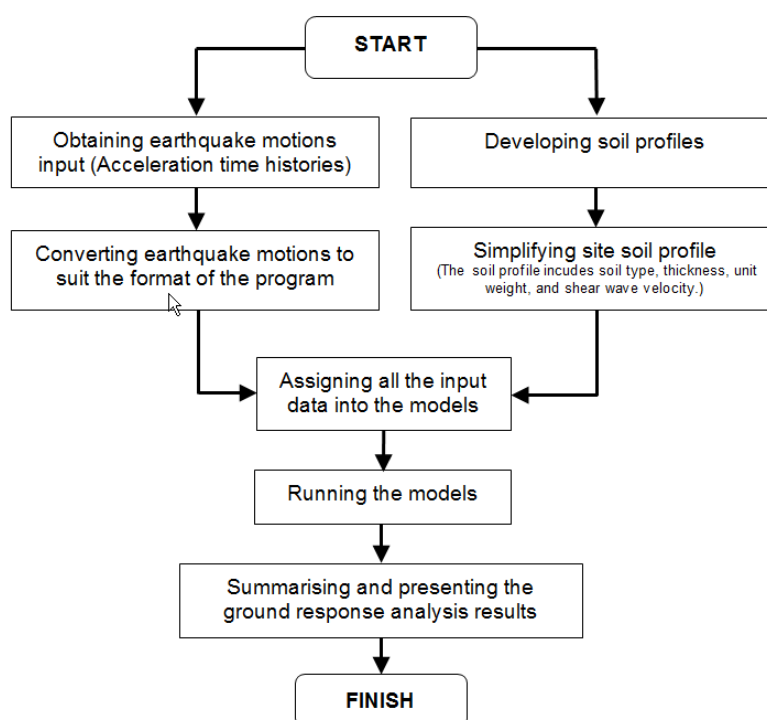 START
Obtaining earthquake motions
input (Acceleration time histories)
Developing soil profiles
Converting earthquake motions to
suit the format of the program
Simplifying site soil profile
(The soil profile incudes soil type, thickness, unit
weight, and shear wave velocity.)
Assigning all the input
data into the models
Running the models
Summarising and presenting the
ground response analysis results
FINISH